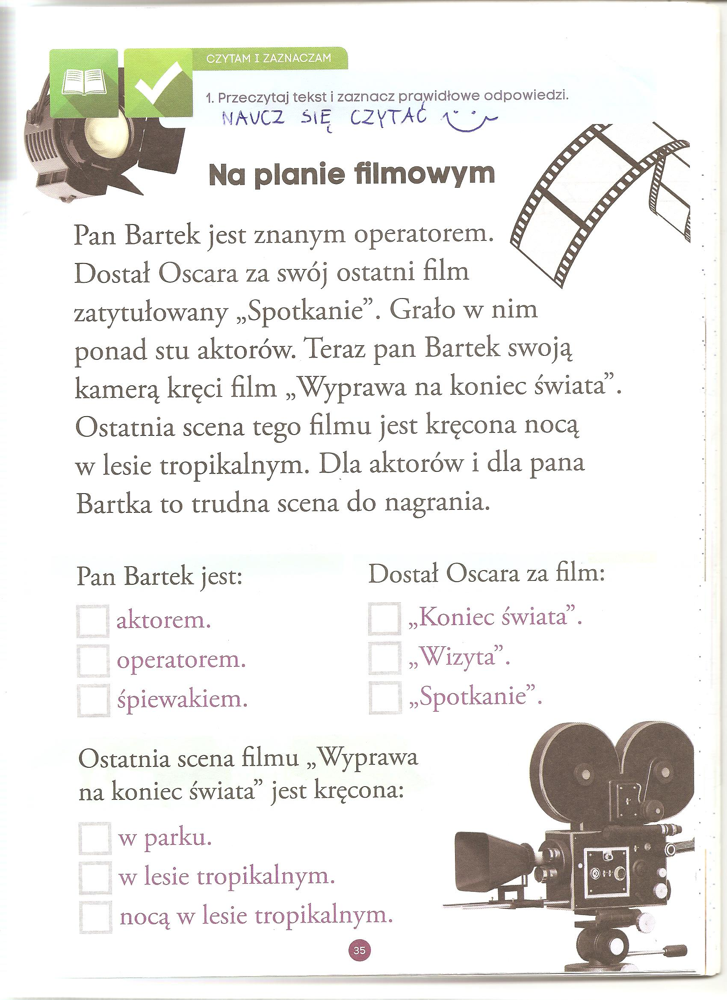 CZYTAM I ZAZNACZAM
1. Przeczytaj tekst i zaznacz prawidłowe odpowiedzi.
NAUCZ SIĘ CZYTAĆ
Na planie filmowym
Pan Bartek jest znanym operatorem.
Dostał Oscara za swój ostatni film
zatytułowany „Spotkanie”. Grało w nim
ponad stu aktorów. Teraz pan Bartek swoją
kamerą kręci film „Wyprawa na koniec świata”.
Ostatnia scena tego filmu jest kręcona nocą
w lesie tropikalnym. Dla aktorów i dla pana
Bartka to trudna scena do nagrania.
Pan Bartek jest:
aktorem.
operatorem.
śpiewakiem.
Dostał Oscara za film:
„Koniec świata”.
„Wizyta”.
„Spotkanie”.
Ostatnia scena filmu „Wyprawa
na koniec świata” jest kręcona:
w parku.
w lesie tropikalnym.
nocą w lesie tropikalnym.
35